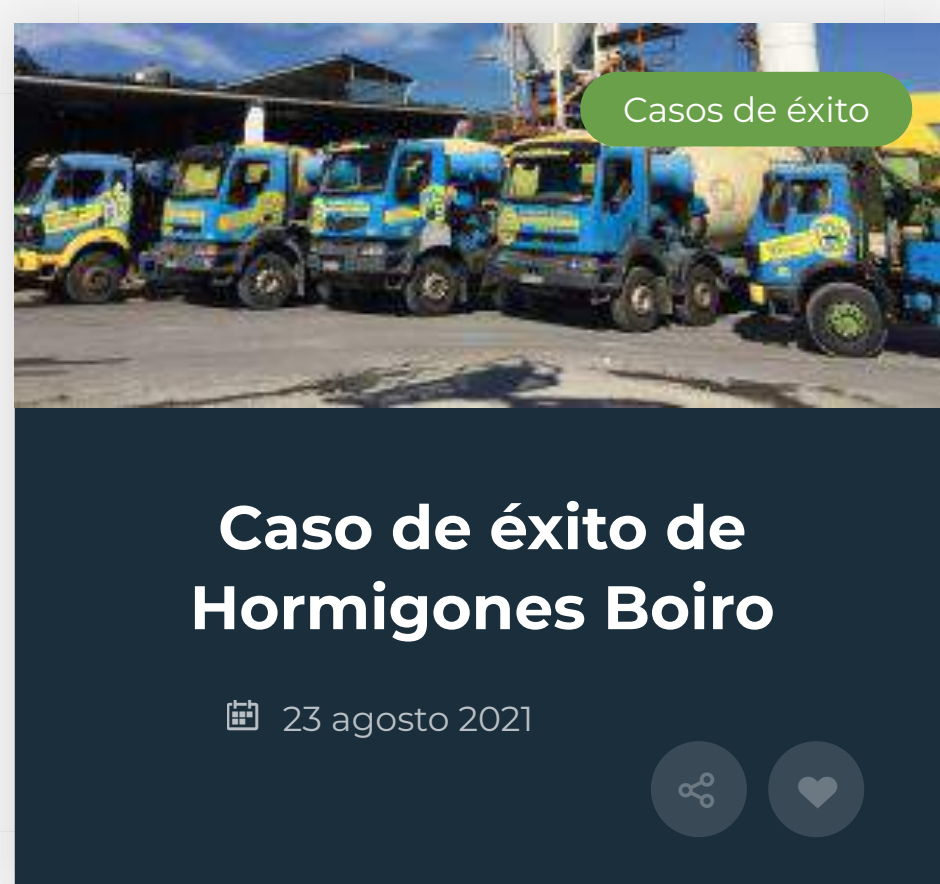 Casos de éxito
Caso de éxito de
Hormigones Boiro
23 agosto 2021